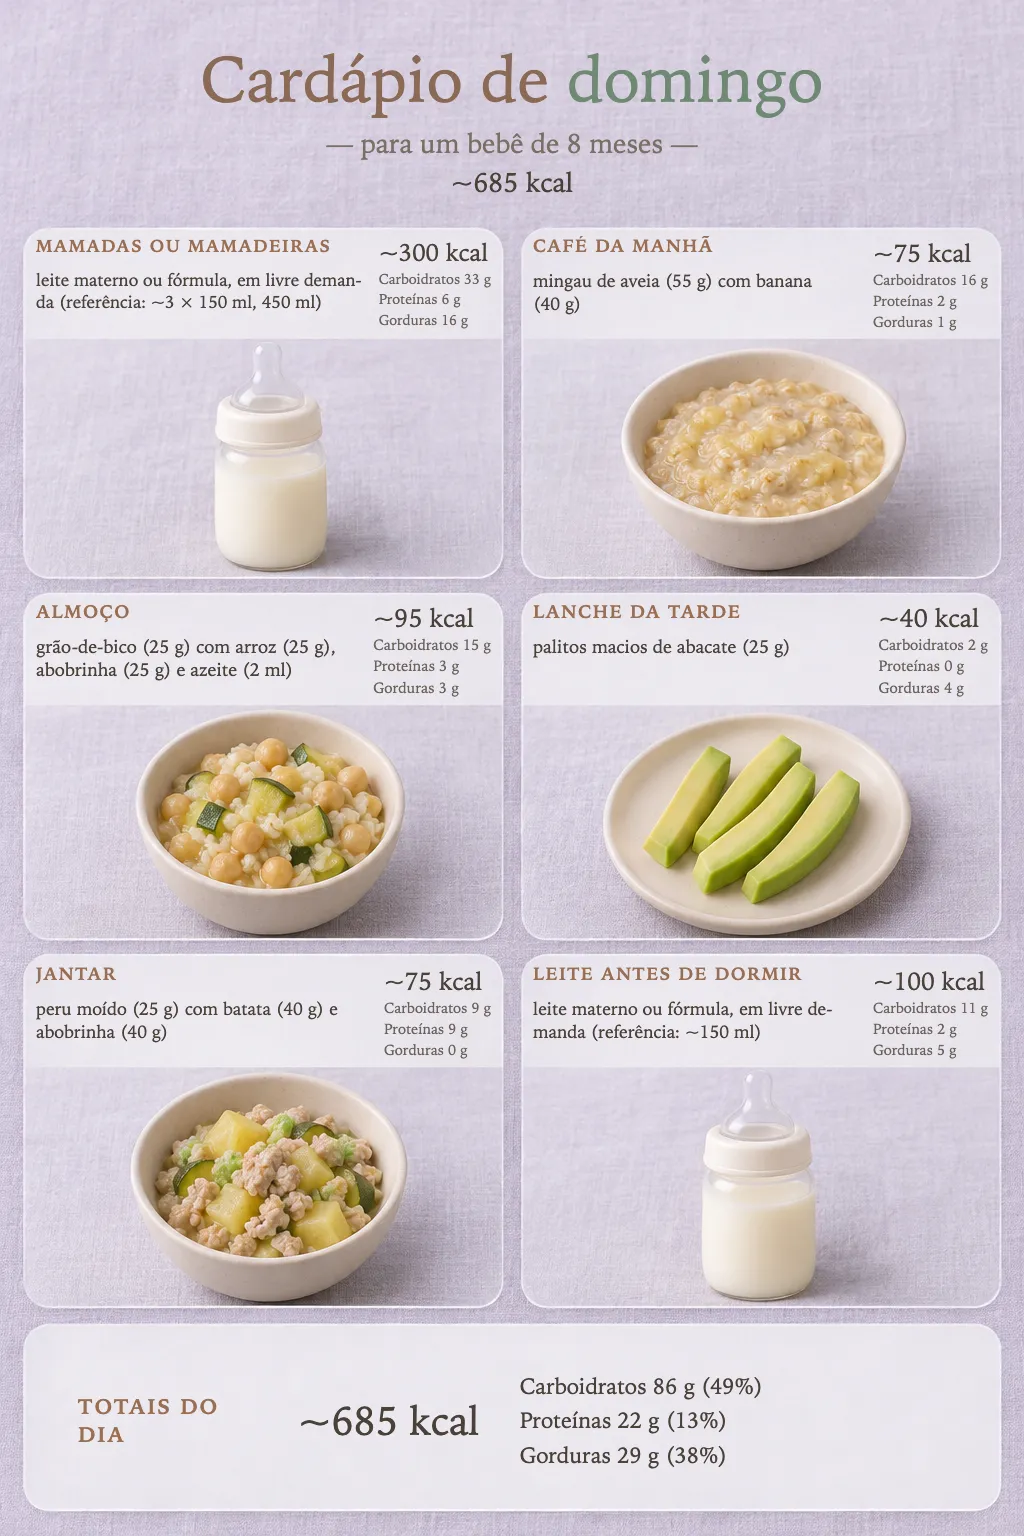 Cardápio de domingo
— para um bebê de 8 meses —
~685 kcal
MAMADAS OU MAMADEIRAS
leite materno ou fórmula, em livre deman-
da (referência: ~3 × 150 ml, 450 ml)
~300 kcal
Carboidratos 33 g
Proteínas 6 g
Gorduras 16 g
CAFÉ DA MANHÃ
mingau de aveia (55 g) com banana
(40 g)
~75 kcal
Carboidratos 16 g
Proteínas 2 g
Gorduras 1 g
ALMOÇO
grão-de-bico (25 g) com arroz (25 g),
abobrinha (25 g) e azeite (2 ml)
~95 kcal
Carboidratos 15 g
Proteínas 3 g
Gorduras 3 g
LANCHE DA TARDE
palitos macios de abacate (25 g)
~40 kcal
Carboidratos 2 g
Proteínas 0 g
Gorduras 4 g
JANTAR
peru moído (25 g) com batata (40 g) e
abobrinha (40 g)
~75 kcal
Carboidratos 9 g
Proteínas 9 g
Gorduras 0 g
LEITE ANTES DE DORMIR
leite materno ou fórmula, em livre de-
manda (referência: ~150 ml)
~100 kcal
Carboidratos 11 g
Proteínas 2 g
Gorduras 5 g
TOTAIS DO
DIA
~685 kcal
Carboidratos 86 g (49%)
Proteínas 22 g (13%)
Gorduras 29 g (38%)